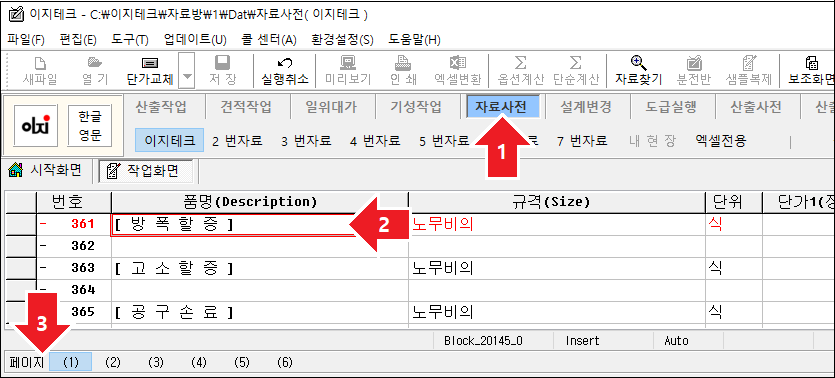 이지테크 - C:\이지테크\자료방\1\Dat\자료사전( 이지테크 )
파일(F) 편집(E) 도구(T) 업데이트(U) 콜 센터(A) 환경설정(S) 도움말(H)
새파일 열 기 단가교체 저 장 실행취소 미리보기 인 쇄 엑셀변환 옵션계산 단순계산 자료찾기 분전반 샘플복제 보조화면
산출작업 견적작업 일위대가 기성작업 자료사전 설계변경 도급실행 산출사전
한글
영문
이지테크 2 번자료 3 번자료 4 번자료 5 번자료 7 번자료 내 현 장 엑셀전용
1
시작화면 작업화면
번호 품명(Description) 규격(Size) 단위 단가1(정
- 361 [ 방 폭 할 증 ] 노무비의 식
2
- 362
- 363 [ 고 소 할 증 ] 노무비의 식
- 364
365 [ 공 구 손 료 ] 노무비의 식
3
Block_20145_0 Insert Auto
페이지 (1) (2) (3) (4) (5) (6)